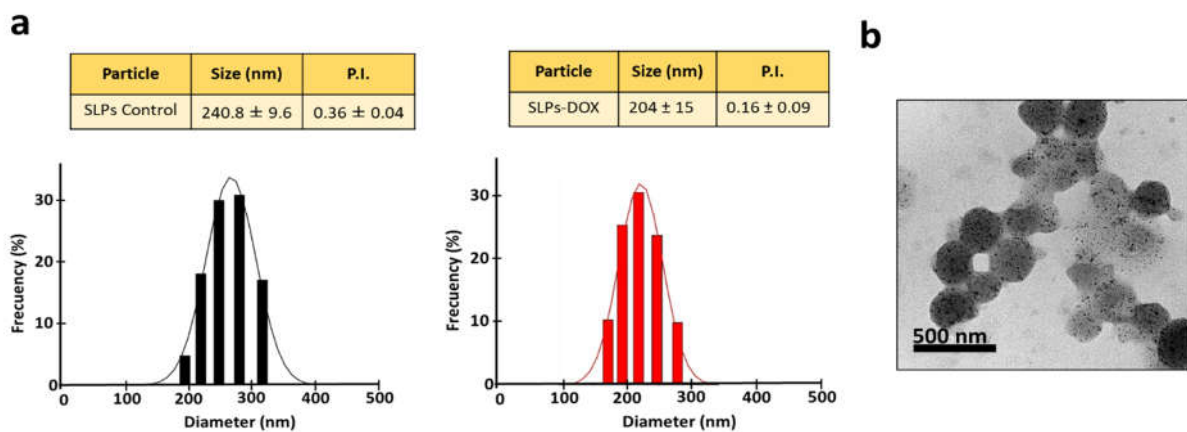 a
b
Particle Size (nm) P.I.
SLPs Control 240.8 ± 9.6 0.36 ± 0.04
Particle Size (nm) P.I.
SLPs-DOX 204 ± 15 0.16 ± 0.09
Frecuency (%)
30
20
10
0
0 100 200 300 400 500
Diameter (nm)
Frecuency (%)
30
20
10
0
0 100 200 300 400 500
Diameter (nm)
500 nm